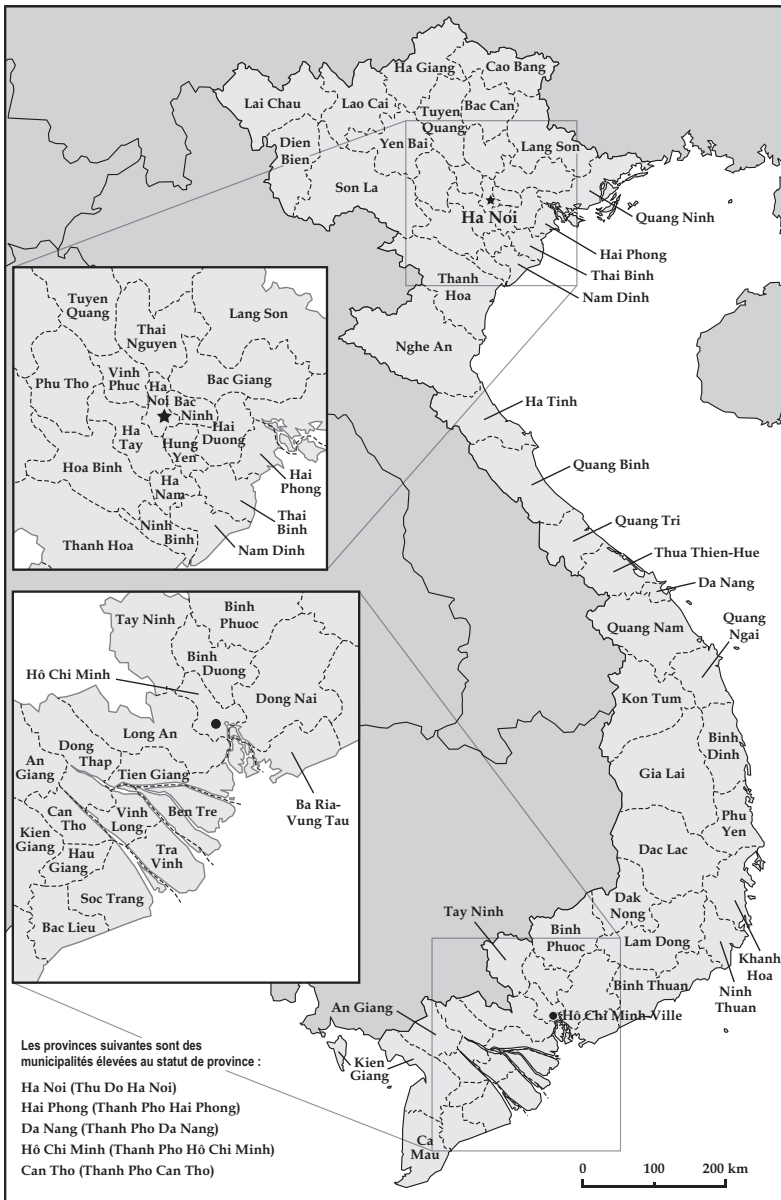 Ha Giang
Cao Bang
Lai Chau
Lao Cai
Tuyen
Quang
Bac Can
Dien
Bien
Yen Bai
Lang Son
Son La
Ha Noi
Quang Ninh
Hai Phong
Thai Binh
Nam Dinh
Thanh
Hoa
Nghe An
Ha Tinh
Quang Binh
Quang Tri
Thua Thien-Hue
Da Nang
Quang Nam
Quang
Ngai
Kon Tum
Binh
Dinh
Gia Lai
Phu
Yen
Dac Lac
Dak
Nong
Khanh
Hoa
Lam Dong
Ninh
Thuan
Binh Thuan
Tay Ninh
Binh
Phuoc
Hô Chi Minh-Ville
An Giang
Kien
Giang
Ca
Mau
Tuyen
Quang
Thai
Nguyen
Lang Son
Phu Tho
Vinh
Phuc
Ha
Noi
Bac
Ninh
Bac Giang
Ha
Tay
Hung
Yen
Hai
Duong
Hoa Binh
Ha
Nam
Hai
Phong
Ninh
Binh
Thai
Binh
Nam Dinh
Thanh Hoa
Tay Ninh
Binh
Phuoc
Binh
Duong
Hô Chi Minh
Dong Nai
Long An
Dong
Thap
An
Giang
Tien Giang
Ba Ria-
Vung Tau
Can
Tho
Vinh
Long
Ben Tre
Kien
Giang
Hau
Giang
Tra
Vinh
Soc Trang
Bac Lieu
Les provinces suivantes sont des
municipalités élevées au statut de province :
Ha Noi (Thu Do Ha Noi)
Hai Phong (Thanh Pho Hai Phong)
Da Nang (Thanh Pho Da Nang)
Hô Chi Minh (Thanh Pho Hô Chi Minh)
Can Tho (Thanh Pho Can Tho)
0 100 200 km